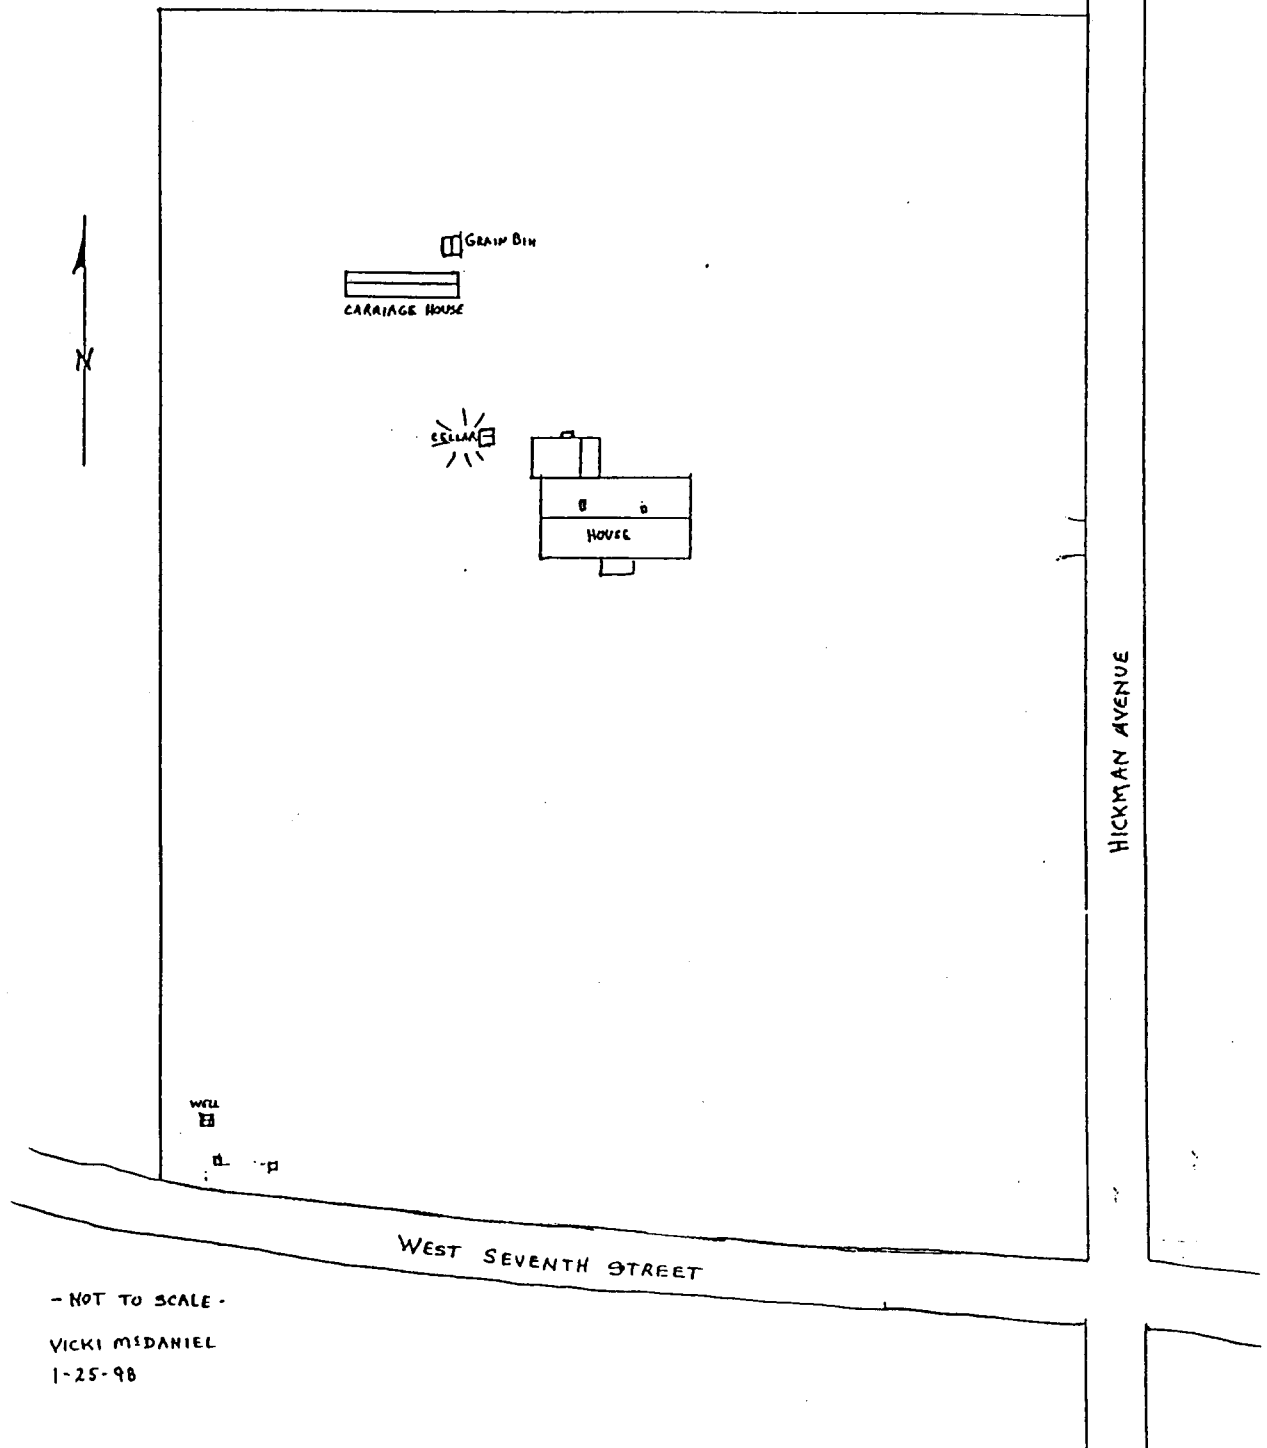 GRAIN BIN
CARRIAGE HOUSE
N
CELLAR
HOUSE
HICKMAN AVENUE
WELL
WEST SEVENTH STREET
- NOT TO SCALE -
VICKI McDANIEL
1-25-98